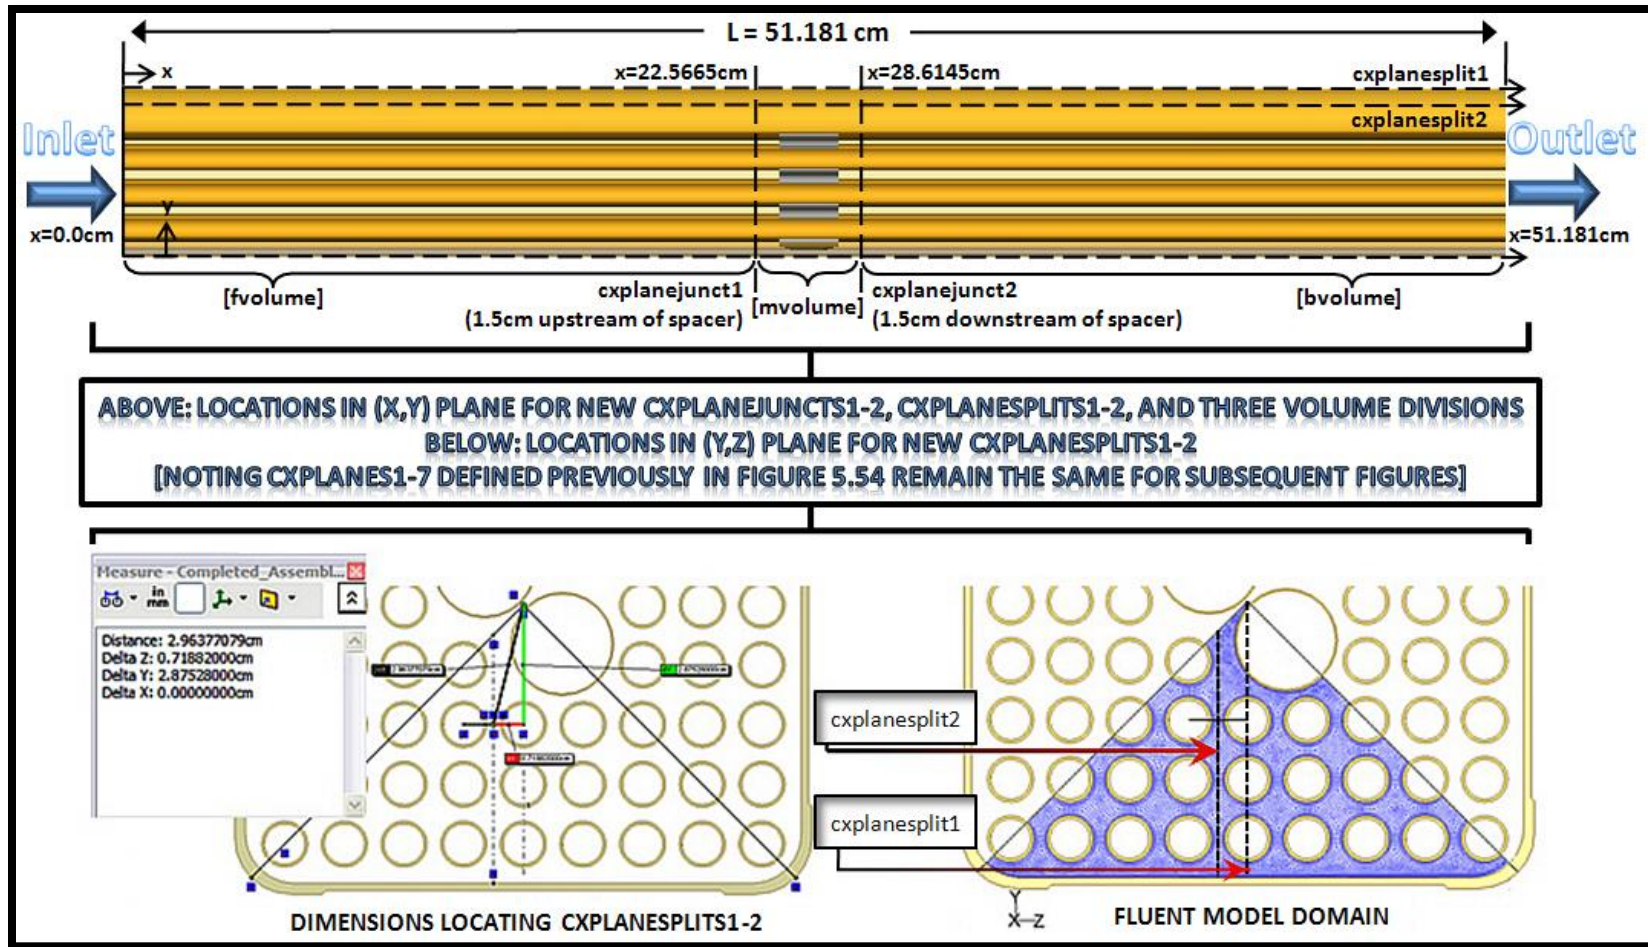 L = 51.181 cm
x
x=22.5665cm
x=28.6145cm
cxplanesplit1
cxplanesplit2
Inlet
Outlet
Y
x=0.0cm
x=51.181cm
[fvolume]
cxplanejunct1
(1.5cm upstream of spacer)
[mvolume]
cxplanejunct2
(1.5cm downstream of spacer)
[bvolume]
ABOVE: LOCATIONS IN (X,Y) PLANE FOR NEW CXPLANEJUNCTS1-2, CXPLANESPLITS1-2, AND THREE VOLUME DIVISIONS
BELOW: LOCATIONS IN (Y,Z) PLANE FOR NEW CXPLANESPLITS1-2
[NOTING CXPLANES1-7 DEFINED PREVIOUSLY IN FIGURE 5.54 REMAIN THE SAME FOR SUBSEQUENT FIGURES]
Measure - Completed_Assembl...
in
mm
Distance: 2.96377079cm
Delta Z: 0.71882000cm
Delta Y: 2.87528000cm
Delta X: 0.00000000cm
cxplanesplit2
cxplanesplit1
Y
X-Z
DIMENSIONS LOCATING CXPLANESPLITS1-2
FLUENT MODEL DOMAIN